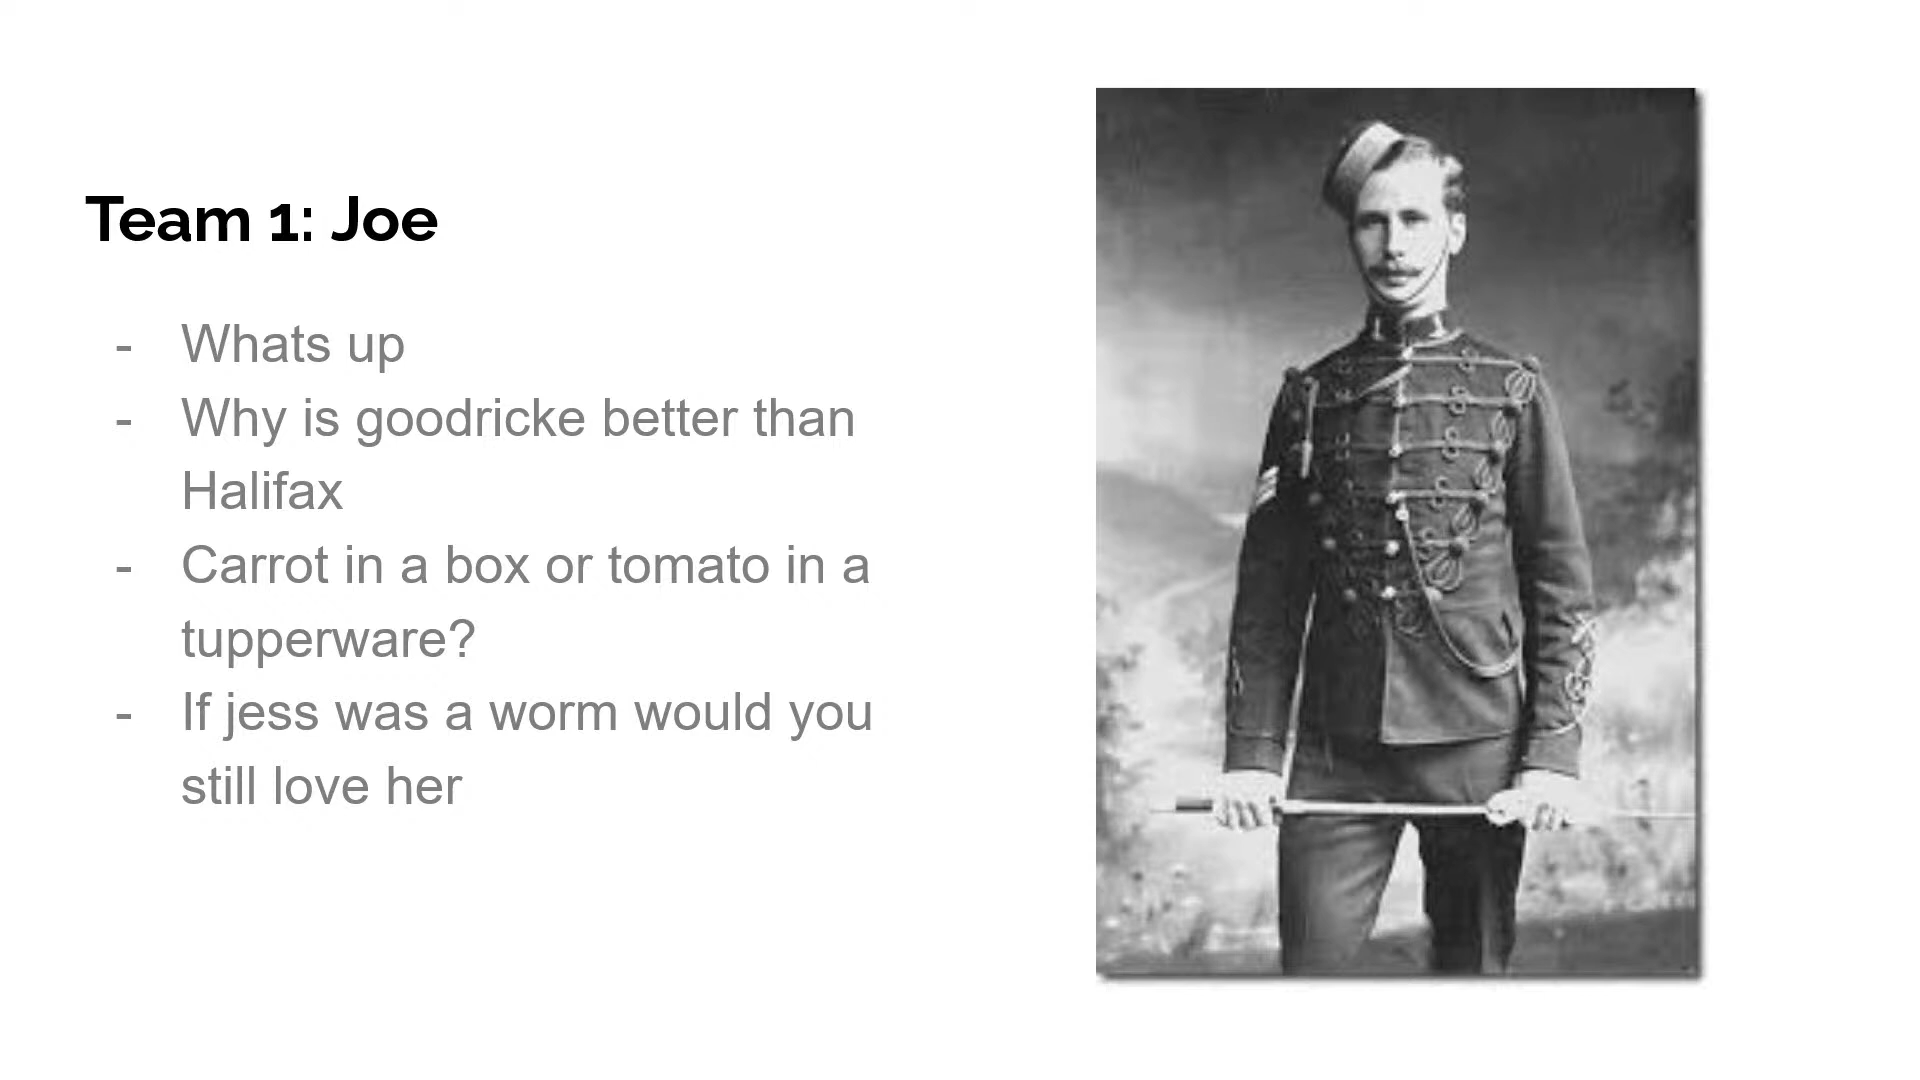 Team 1: Joe
- Whats up
- Why is goodricke better than
Halifax
- Carrot in a box or tomato in a
tupperware?
- If jess was a worm would you
still love her